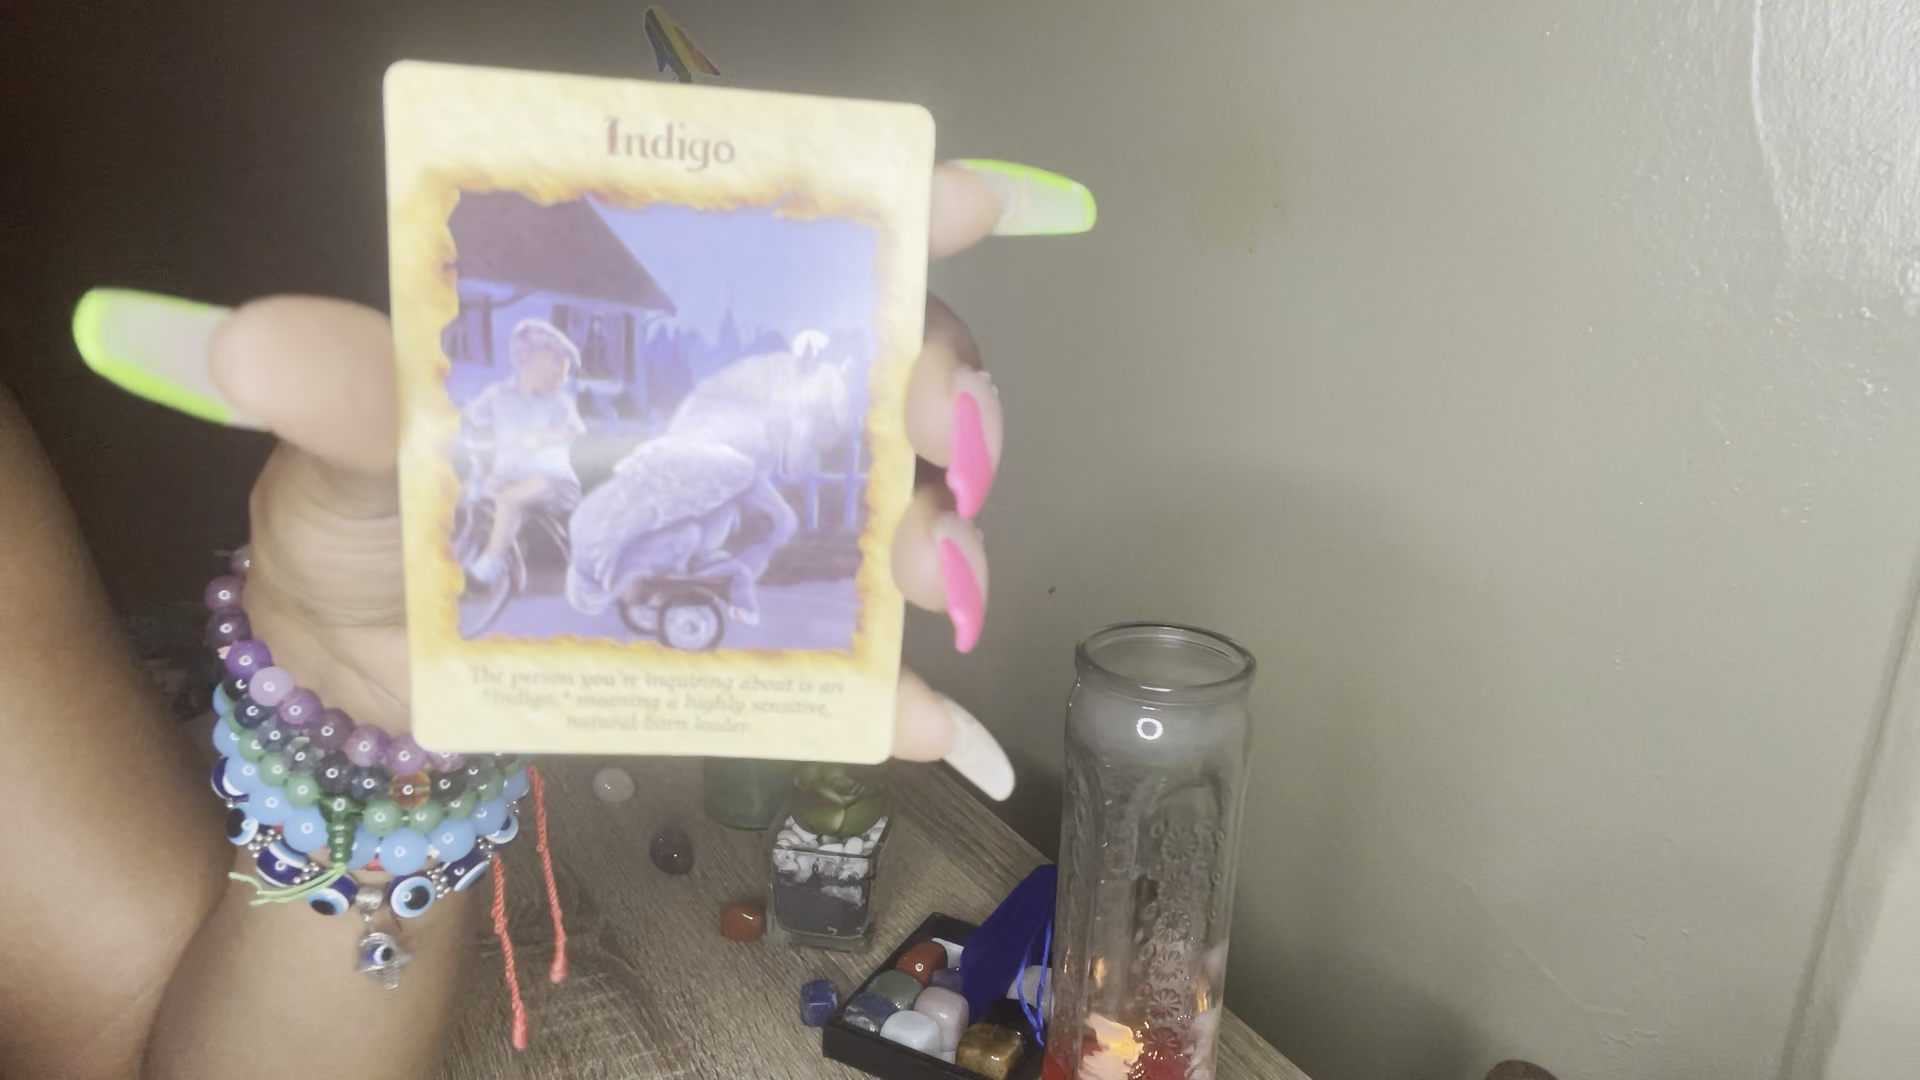 Indigo
The person you're inquiring about is an
"Indigo," meaning a highly sensitive,
natural-born leader.